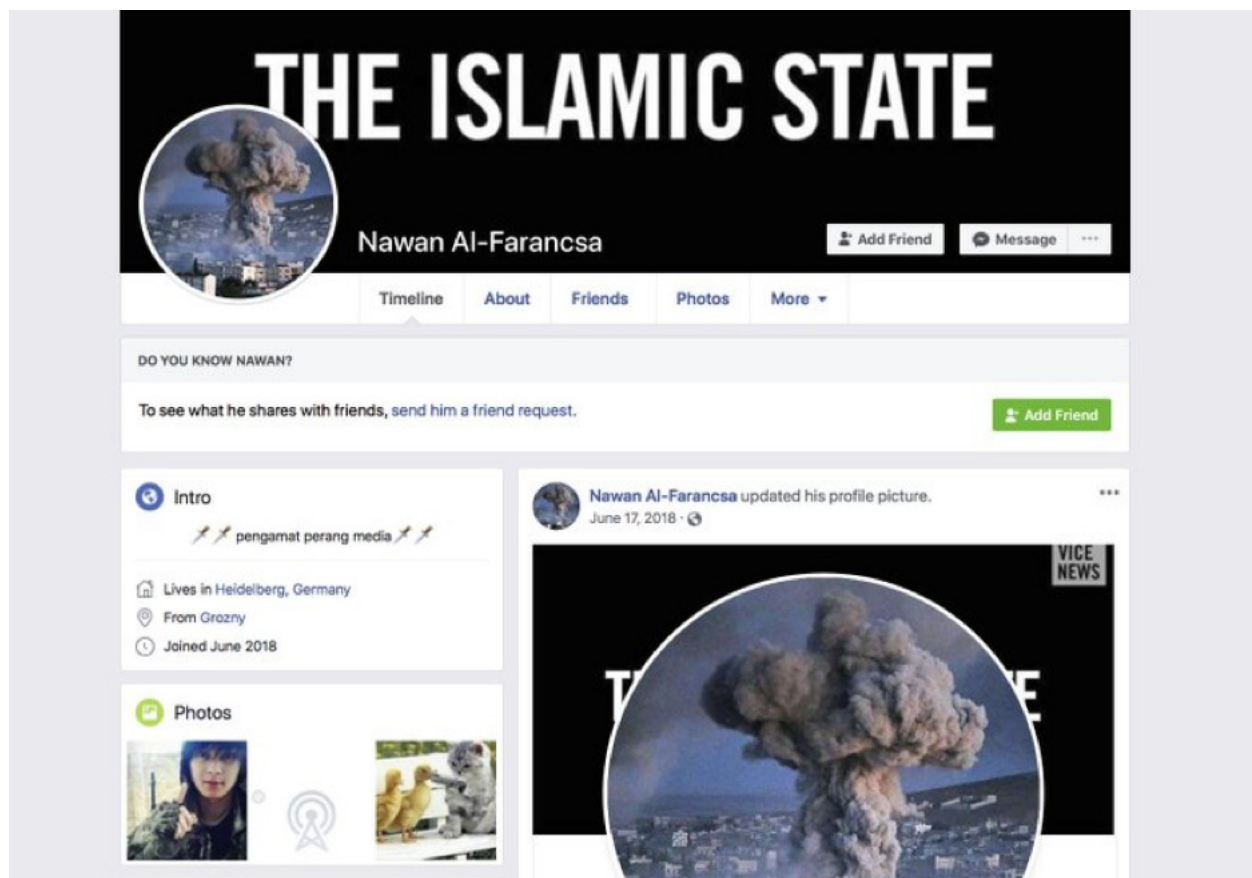 THE ISLAMIC STATE
Nawan Al-Farancsa
Add Friend
Message
Timeline About Friends Photos More
DO YOU KNOW NAWAN?
To see what he shares with friends, send him a friend request.
Add Friend
Intro
pengamat perang media
Lives in Heidelberg, Germany
From Grozny
Joined June 2018
Photos
Nawan Al-Farancsa updated his profile picture.
June 17, 2018
VICE
NEWS
T E